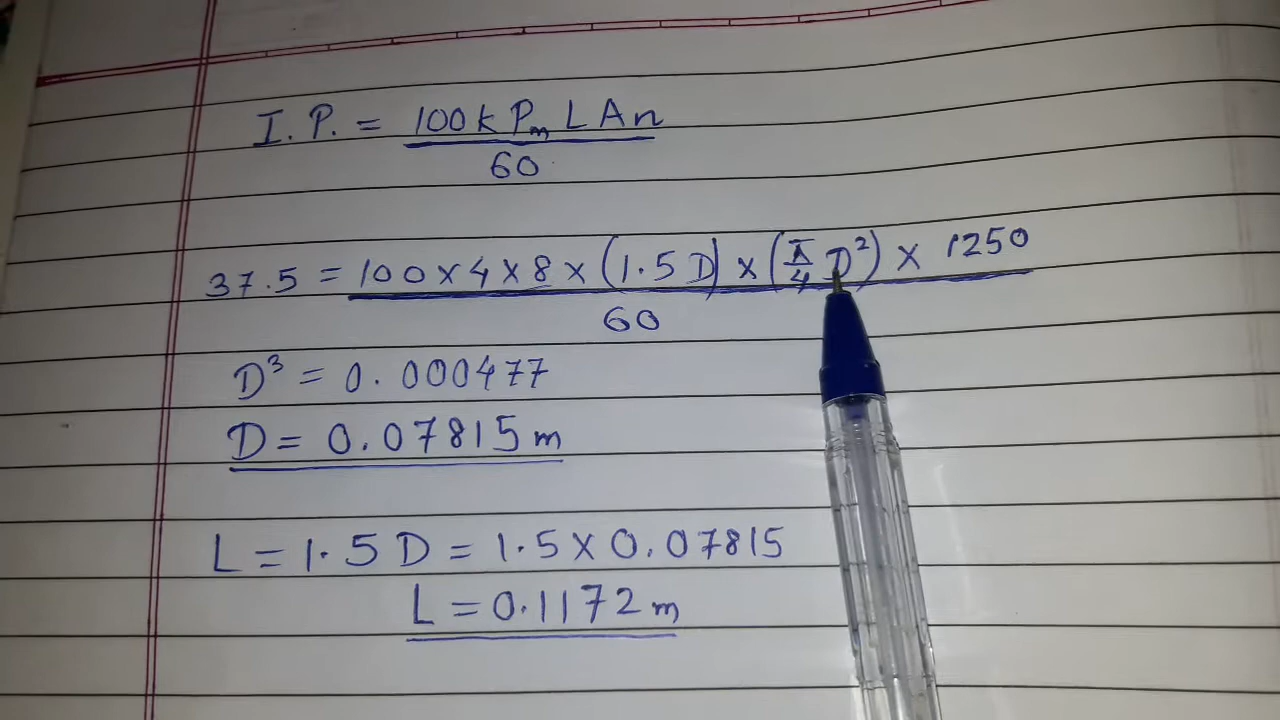 I.P. = 100 k Pm L A n / 60
37.5 = 100 × 4 × 8 × (1.5 D) × (π/4 D²) × 1250 / 60
D³ = 0.000477
D = 0.07815 m
L = 1.5 D = 1.5 × 0.07815
L = 0.1172 m